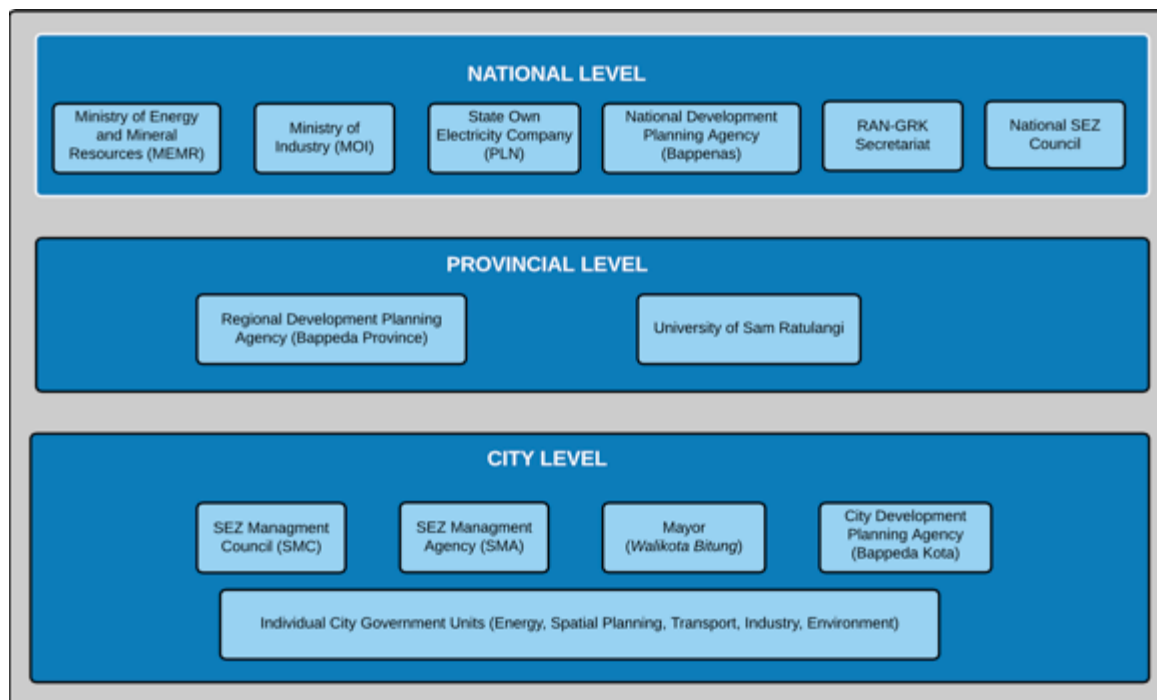 NATIONAL LEVEL
Ministry of Energy
and Mineral
Resources (MEMR)
Ministry of
Industry (MOI)
State Own
Electricity Company
(PLN)
National Development
Planning Agency
(Bappenas)
RAN-GRK
Secretariat
National SEZ
Council
PROVINCIAL LEVEL
Regional Development Planning
Agency (Bappeda Province)
University of Sam Ratulangi
CITY LEVEL
SEZ Managment
Council (SMC)
SEZ Managment
Agency (SMA)
Mayor
(Walikota Bitung)
City Development
Planning Agency
(Bappeda Kota)
Individual City Government Units (Energy, Spatial Planning, Transport, Industry, Environment)